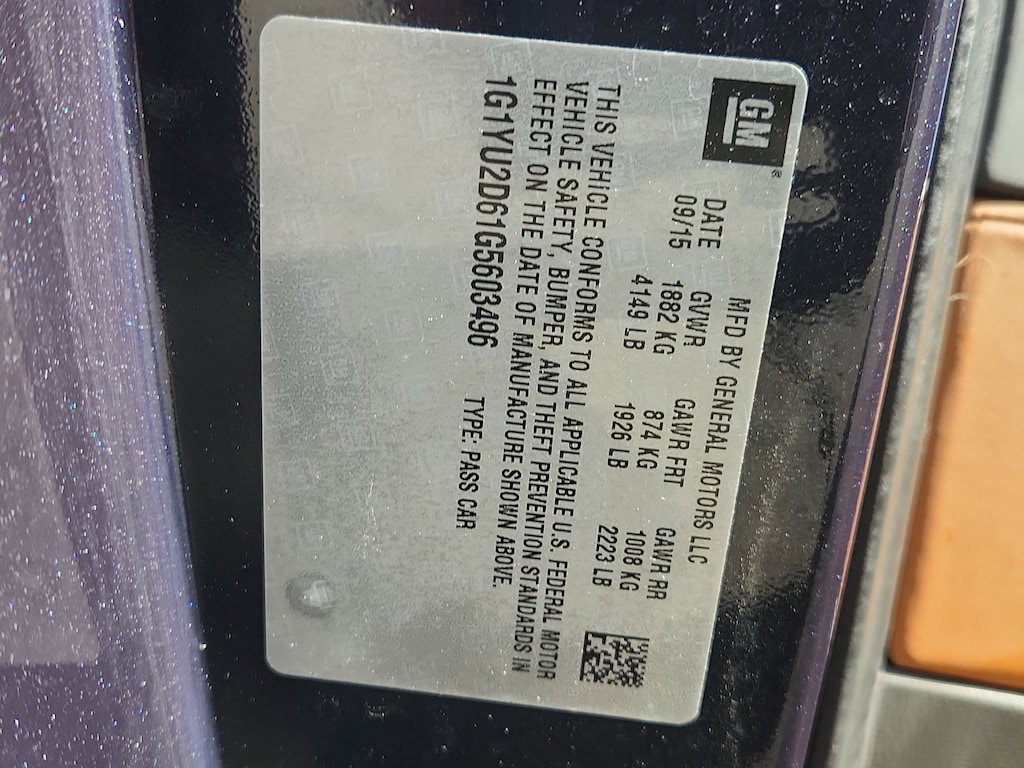 GM®
MFD BY GENERAL MOTORS LLC
DATE GVWR GAWR FRT GAWR RR
09/15 1882 KG 874 KG 1008 KG
4149 LB 1926 LB 2223 LB
THIS VEHICLE CONFORMS TO ALL APPLICABLE U.S. FEDERAL MOTOR
VEHICLE SAFETY, BUMPER, AND THEFT PREVENTION STANDARDS IN
EFFECT ON THE DATE OF MANUFACTURE SHOWN ABOVE.
1G1YU2D61G5603496 TYPE: PASS CAR